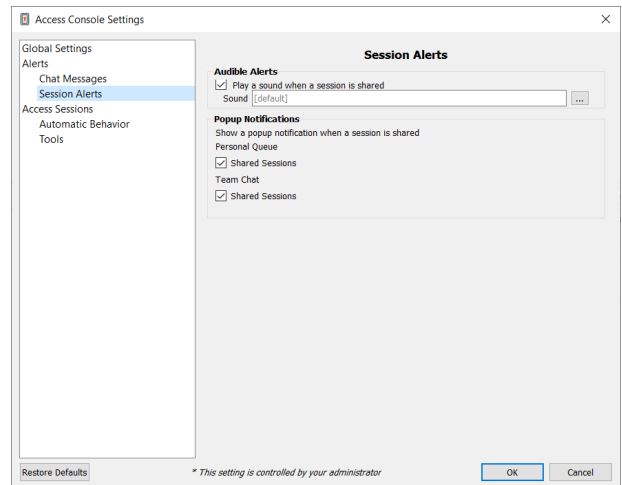 Access Console Settings
Global Settings
Alerts
Chat Messages
Session Alerts
Access Sessions
Automatic Behavior
Tools
Session Alerts
Audible Alerts
Play a sound when a session is shared
Sound [default] ...
Popup Notifications
Show a popup notification when a session is shared
Personal Queue
Shared Sessions
Team Chat
Shared Sessions
Restore Defaults
* This setting is controlled by your administrator
OK
Cancel